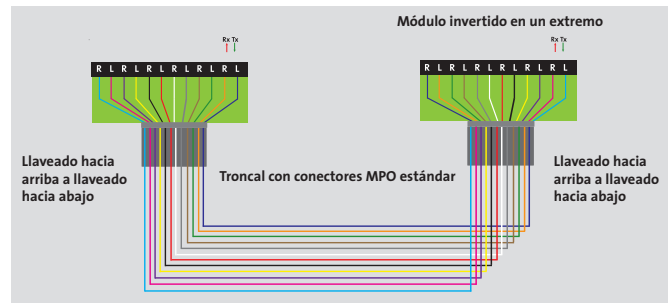 Módulo invertido en un extremo
Rx Tx
Rx Tx
R L R L R L R L R L R L
R L R L R L R L R L R L
Llaveado hacia
arriba a llaveado
hacia abajo
Troncal con conectores MPO estándar
Llaveado hacia
arriba a llaveado
hacia abajo